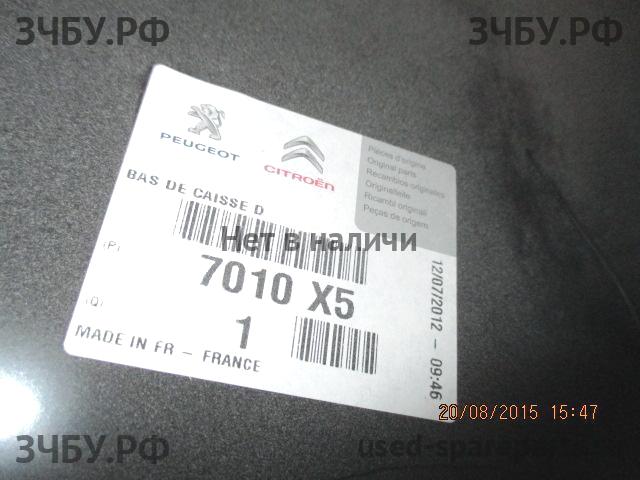 ЗЧБУ.РФ
ЗЧБУ.РФ
PEUGEOT
CITROËN
Pièces d'origine
Original parts
Recambios originales
Originalteile
Ricambi originali
Peças de origem
BAS DE CAISSE D
Нет в наличи
(P)
7010 X5
(Q)
1
MADE IN FR - FRANCE
12/07/2012 - 09:46
20/08/2015 15:47
ЗЧБУ.РФ